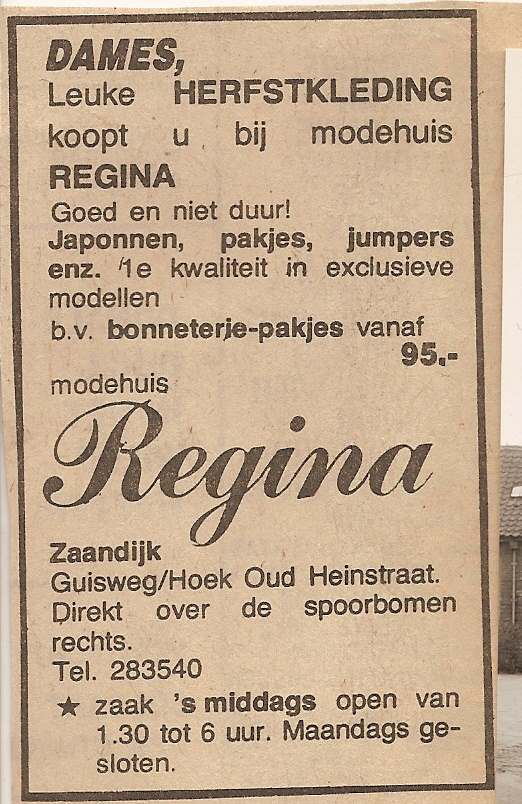 DAMES,
Leuke HERFSTKLEDING
koopt u bij modehuis
REGINA
Goed en niet duur!
Japonnen, pakjes, jumpers
enz. 1e kwaliteit in exclusieve
modellen
b.v. bonneterje-pakjes vanaf
95,-
modehuis
Regina
Zaandijk
Guisweg/Hoek Oud Heinstraat.
Direkt over de spoorbomen
rechts.
Tel. 283540
★ zaak 's middags open van
1.30 tot 6 uur. Maandags ge-
sloten.